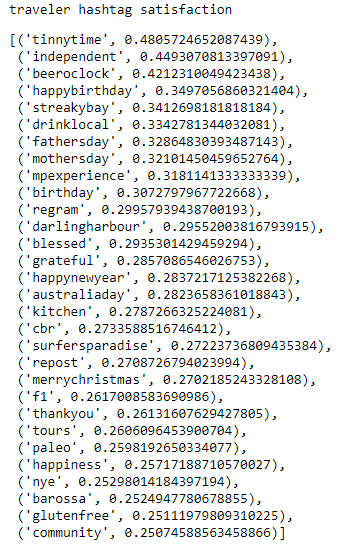 traveler hashtag satisfaction
[('tinnytime', 0.4805724652087439),
('independent', 0.4493070813397091),
('beeroclock', 0.4212310049423438),
('happybirthday', 0.3497056860321404),
('streakybay', 0.3412698181818184),
('drinklocal', 0.3342781344032081),
('fathersday', 0.32864830393487143),
('mothersday', 0.32101450459652764),
('mpexperience', 0.3181141333333339),
('birthday', 0.3072797967722668),
('regram', 0.29957939438700193),
('darlingharbour', 0.29552003816793915),
('blessed', 0.2935301429459294),
('grateful', 0.2857086546026753),
('happynewyear', 0.2837217125382268),
('australiaday', 0.2823658361018843),
('kitchen', 0.2787266325224081),
('cbr', 0.2733588516746412),
('surfersparadise', 0.27223736809435384),
('repost', 0.2708726794023994),
('merrychristmas', 0.2702185243328108),
('f1', 0.2617008583690986),
('thankyou', 0.26131607629427805),
('tours', 0.2606096453900704),
('paleo', 0.2598192650334077),
('happiness', 0.25717188710570027),
('nye', 0.25298014184397194),
('barossa', 0.2524947780678855),
('glutenfree', 0.25111979809310225),
('community', 0.25074588563458866)]